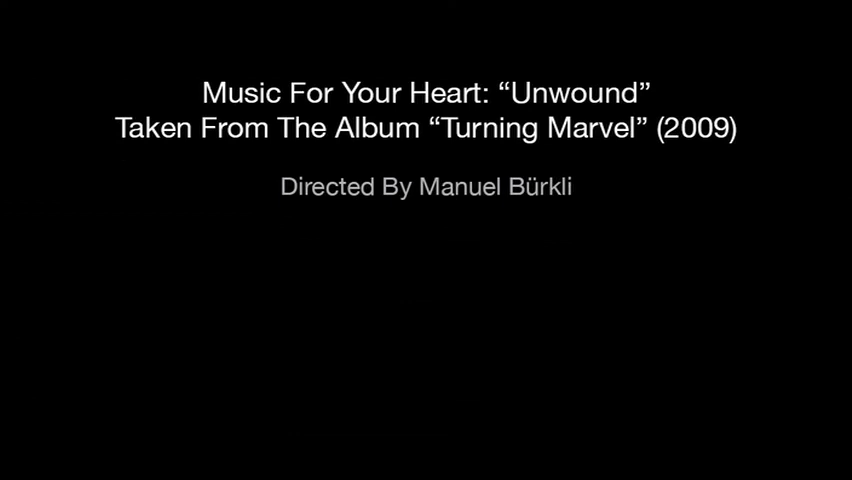 Music For Your Heart: “Unwound”
Taken From The Album “Turning Marvel” (2009)
Directed By Manuel Bürkli